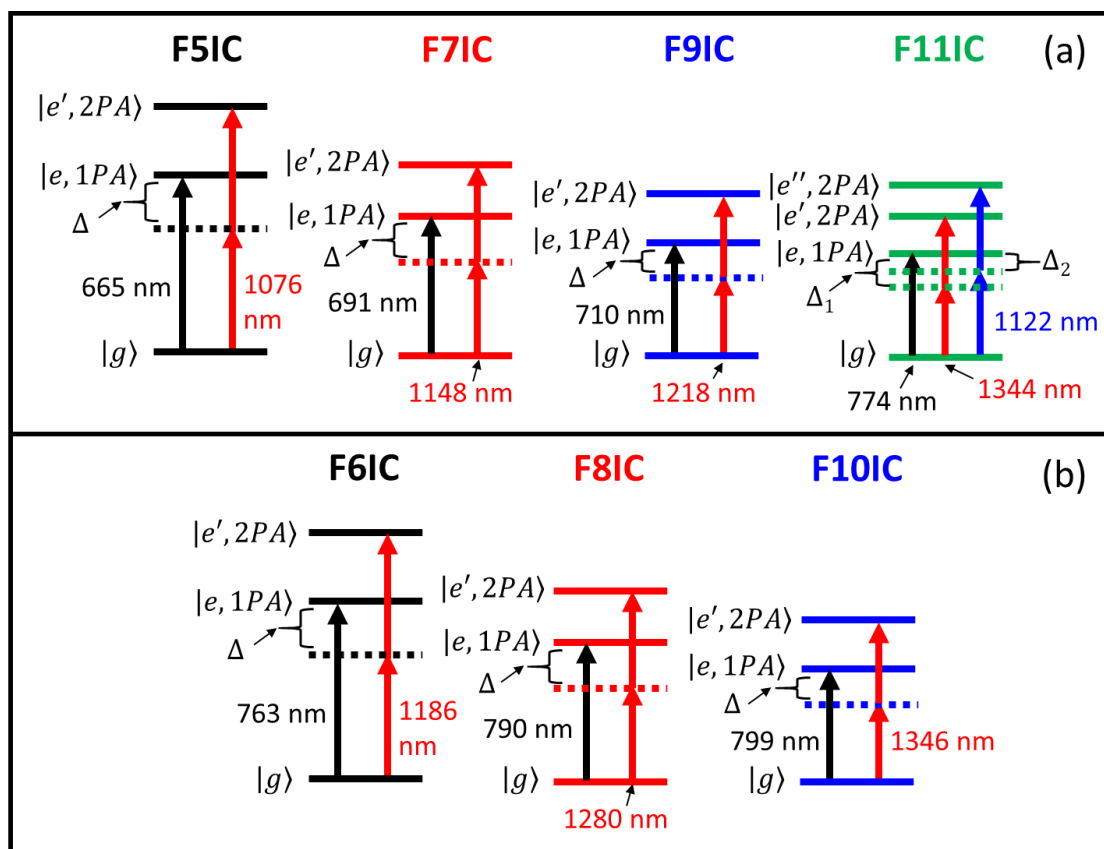 F5IC
F7IC
F9IC
F11IC
(a)
|e′, 2PA⟩
|e, 1PA⟩
Δ
665 nm
1076
nm
|g⟩
|e′, 2PA⟩
|e, 1PA⟩
Δ
691 nm
|g⟩
1148 nm
|e′, 2PA⟩
|e, 1PA⟩
Δ
710 nm
|g⟩
1218 nm
|e′′, 2PA⟩
|e′, 2PA⟩
|e, 1PA⟩
Δ₂
Δ₁
1122 nm
|g⟩
774 nm
1344 nm
F6IC
F8IC
F10IC
(b)
|e′, 2PA⟩
|e, 1PA⟩
Δ
763 nm
1186
nm
|g⟩
|e′, 2PA⟩
|e, 1PA⟩
Δ
790 nm
|g⟩
1280 nm
|e′, 2PA⟩
|e, 1PA⟩
Δ
799 nm
1346 nm
|g⟩